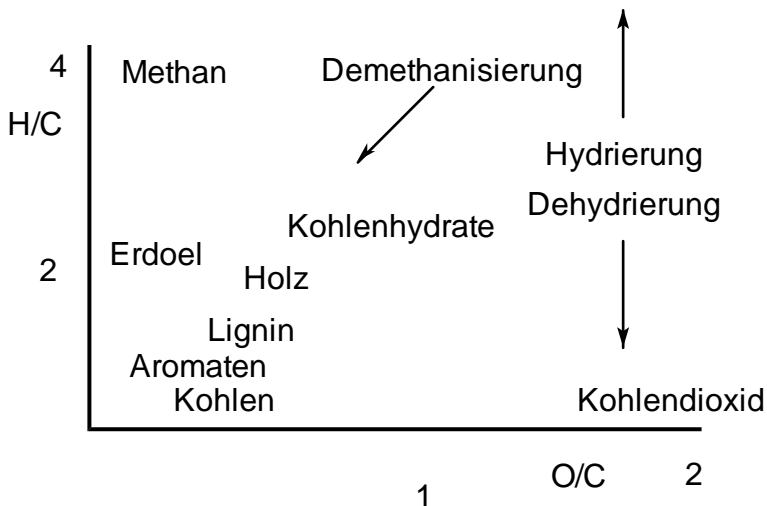 4
Methan
Demethanisierung
H/C
Hydrierung
Dehydrierung
Kohlenhydrate
Erdoel
2
Holz
Lignin
Aromaten
Kohlen
Kohlendioxid
O/C
2
1